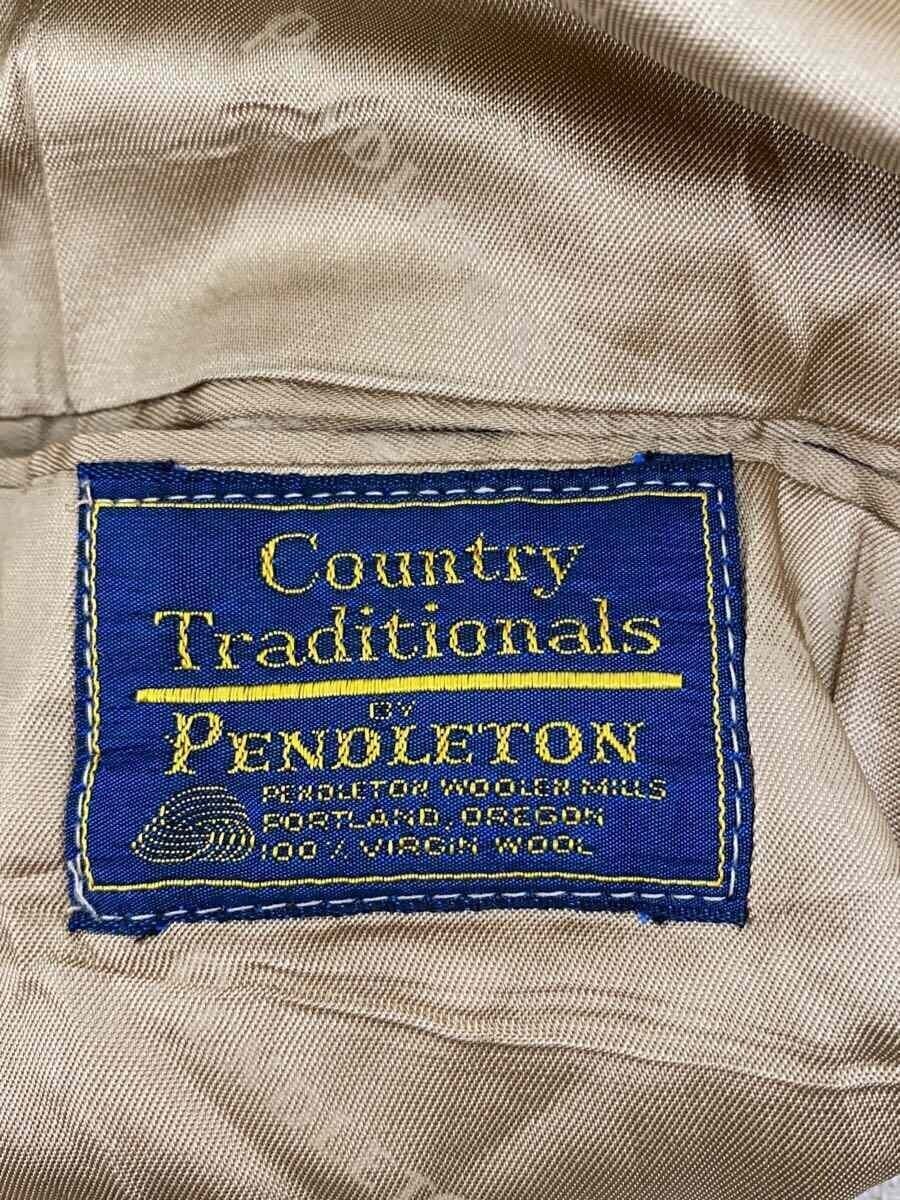 Country
Traditionals
BY
PENDLETON
PENDLETON WOOLEN MILLS
PORTLAND, OREGON
100% VIRGIN WOOL